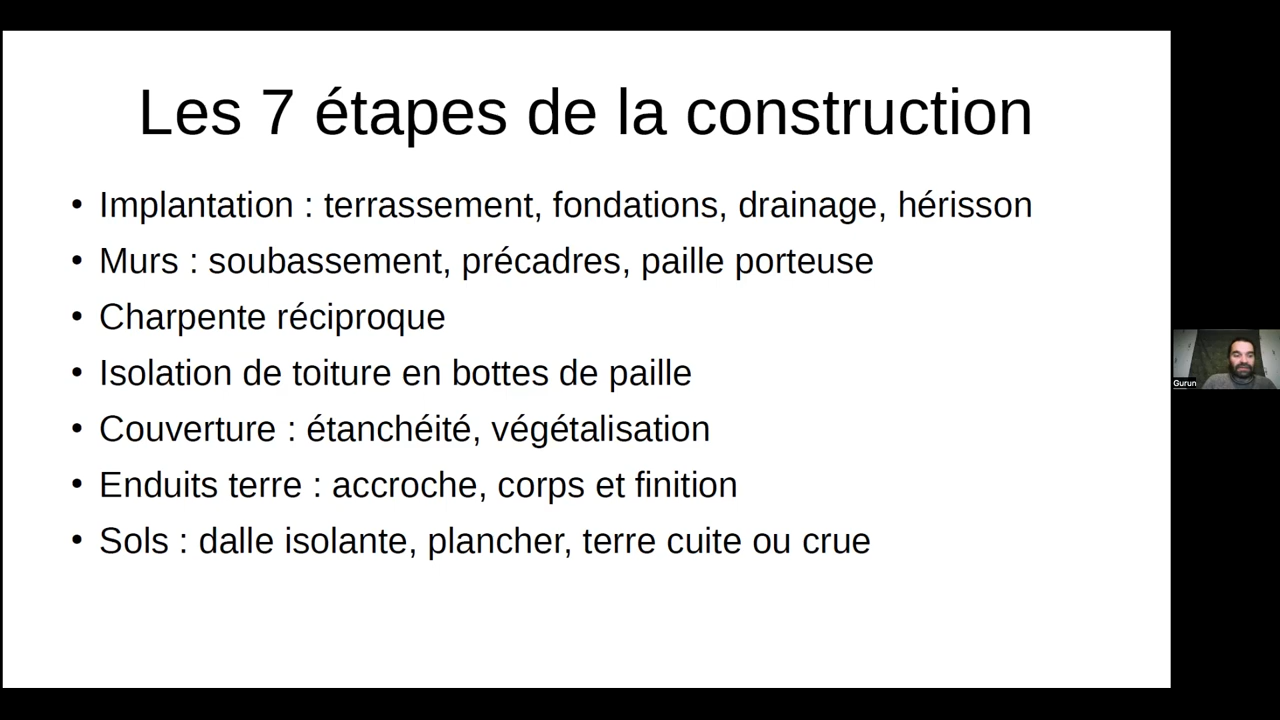 Les 7 étapes de la construction
• Implantation : terrassement, fondations, drainage, hérisson
• Murs : soubassement, précadres, paille porteuse
• Charpente réciproque
• Isolation de toiture en bottes de paille
• Couverture : étanchéité, végétalisation
• Enduits terre : accroche, corps et finition
• Sols : dalle isolante, plancher, terre cuite ou crue
Gurun